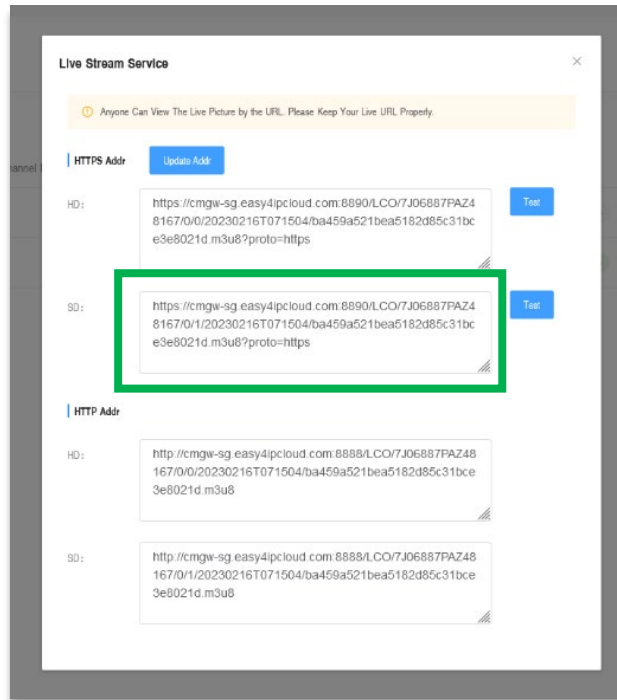 Live Stream Service
Anyone Can View The Live Picture by the URL. Please Keep Your Live URL Properly.
HTTPS Addr
Update Addr
hannel
HD:
https://cmgw-sg.easy4ipcloud.com:8890/LCO/7J06887PAZ4
8167/0/0/20230216T071504/ba459a521bea5182d85c31bc
e3e8021d.m3u8?proto=https
Test
SD:
https://cmgw-sg.easy4ipcloud.com:8890/LCO/7J06887PAZ4
8167/0/1/20230216T071504/ba459a521bea5182d85c31bc
e3e8021d.m3u8?proto=https
Test
HTTP Addr
HD:
http://cmgw-sg.easy4ipcloud.com:8888/LCO/7J06887PAZ48
167/0/0/20230216T071504/ba459a521bea5182d85c31bce
3e8021d.m3u8
SD:
http://cmgw-sg.easy4ipcloud.com:8888/LCO/7J06887PAZ48
167/0/1/20230216T071504/ba459a521bea5182d85c31bce
3e8021d.m3u8